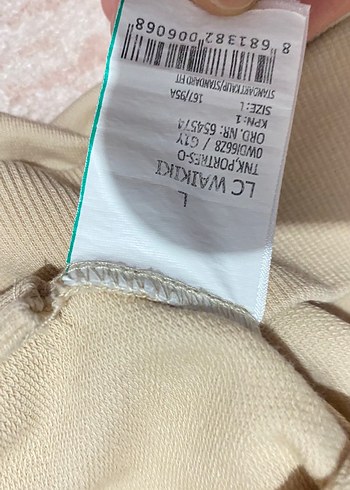 L
LC WAIKIKI
TNK,PORTRES-D
0WDI6628 / G1Y
ORD. NR: 654574
KPN: 1
SIZE: L
167/95A
STANDART KALIP/STANDARD FIT
8 681382 006068